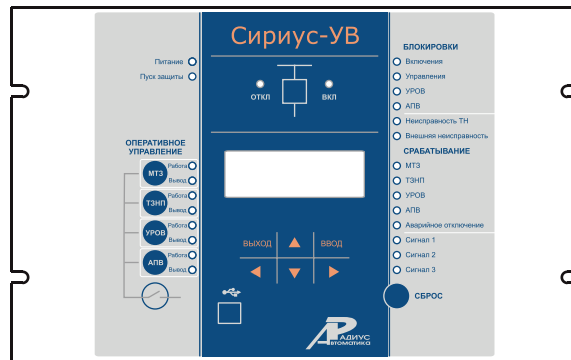 Сириус-УВ
Питание
Пуск защиты
ОТКЛ
ВКЛ
ОПЕРАТИВНОЕ
УПРАВЛЕНИЕ
МТЗ
Работа
Вывод
ТЗНП
Работа
Вывод
УРОВ
Работа
Вывод
АПВ
Работа
Вывод
ВЫХОД
ВВОД
РАДИУС
Автоматика
БЛОКИРОВКИ
Включения
Управления
УРОВ
АПВ
Неисправность ТН
Внешняя неисправность
СРАБАТЫВАНИЕ
МТЗ
ТЗНП
УРОВ
АПВ
Аварийное отключение
Сигнал 1
Сигнал 2
Сигнал 3
СБРОС